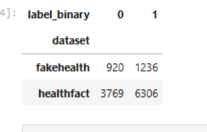 4]: label_binary 0 1
dataset
fakehealth 920 1236
healthfact 3769 6306